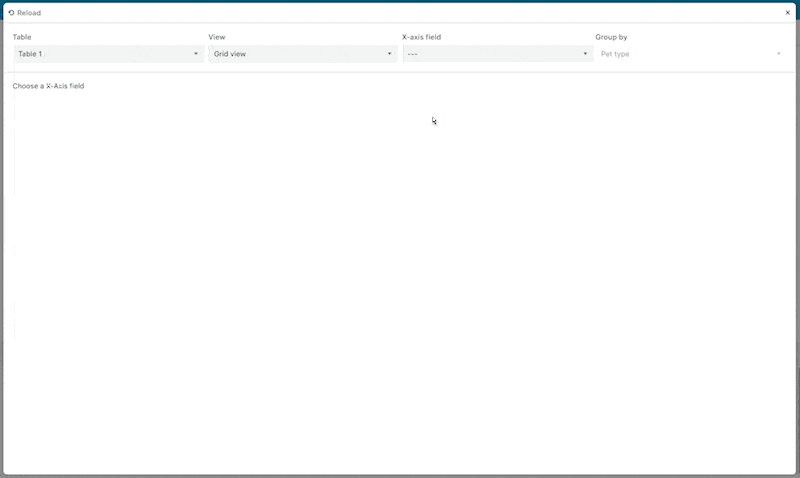 Reload
Table View X-axis field Group by
Table 1 Grid view --- Pet type
Choose a X-Axis field